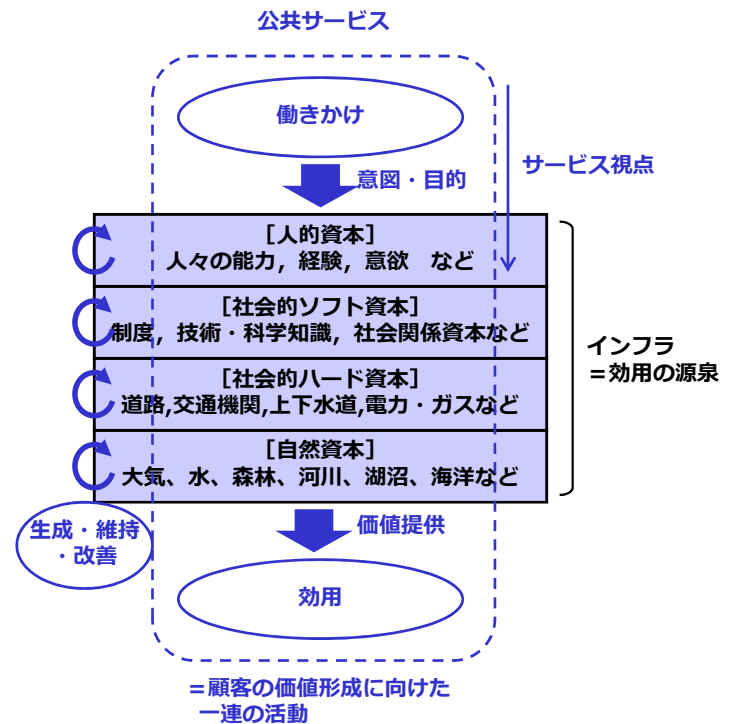 公共サービス
働きかけ
意図・目的
サービス視点
［人的資本］
人々の能力，経験，意欲　など
［社会的ソフト資本］
制度，技術・科学知識，社会関係資本など
［社会的ハード資本］
道路,交通機関,上下水道,電力・ガスなど
［自然資本］
大気、水、森林、河川、湖沼、海洋など
インフラ
＝効用の源泉
生成・維持
・改善
価値提供
効用
＝顧客の価値形成に向けた
一連の活動